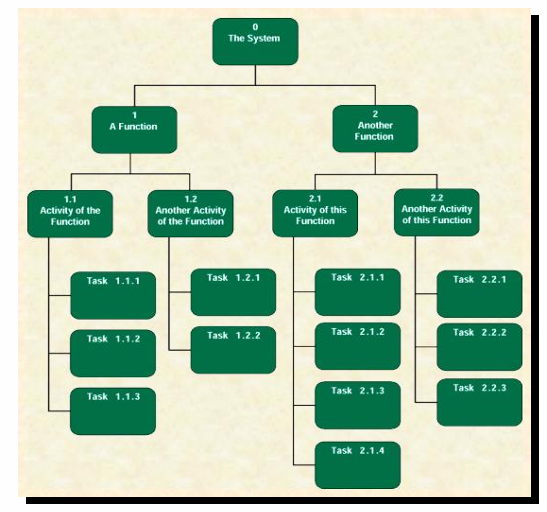 0
The System
1
A Function
2
Another
Function
1.1
Activity of the
Function
1.2
Another Activity
of the Function
2.1
Activity of this
Function
2.2
Another Activity
of this Function
Task 1.1.1
Task 1.1.2
Task 1.1.3
Task 1.2.1
Task 1.2.2
Task 2.1.1
Task 2.1.2
Task 2.1.3
Task 2.1.4
Task 2.2.1
Task 2.2.2
Task 2.2.3